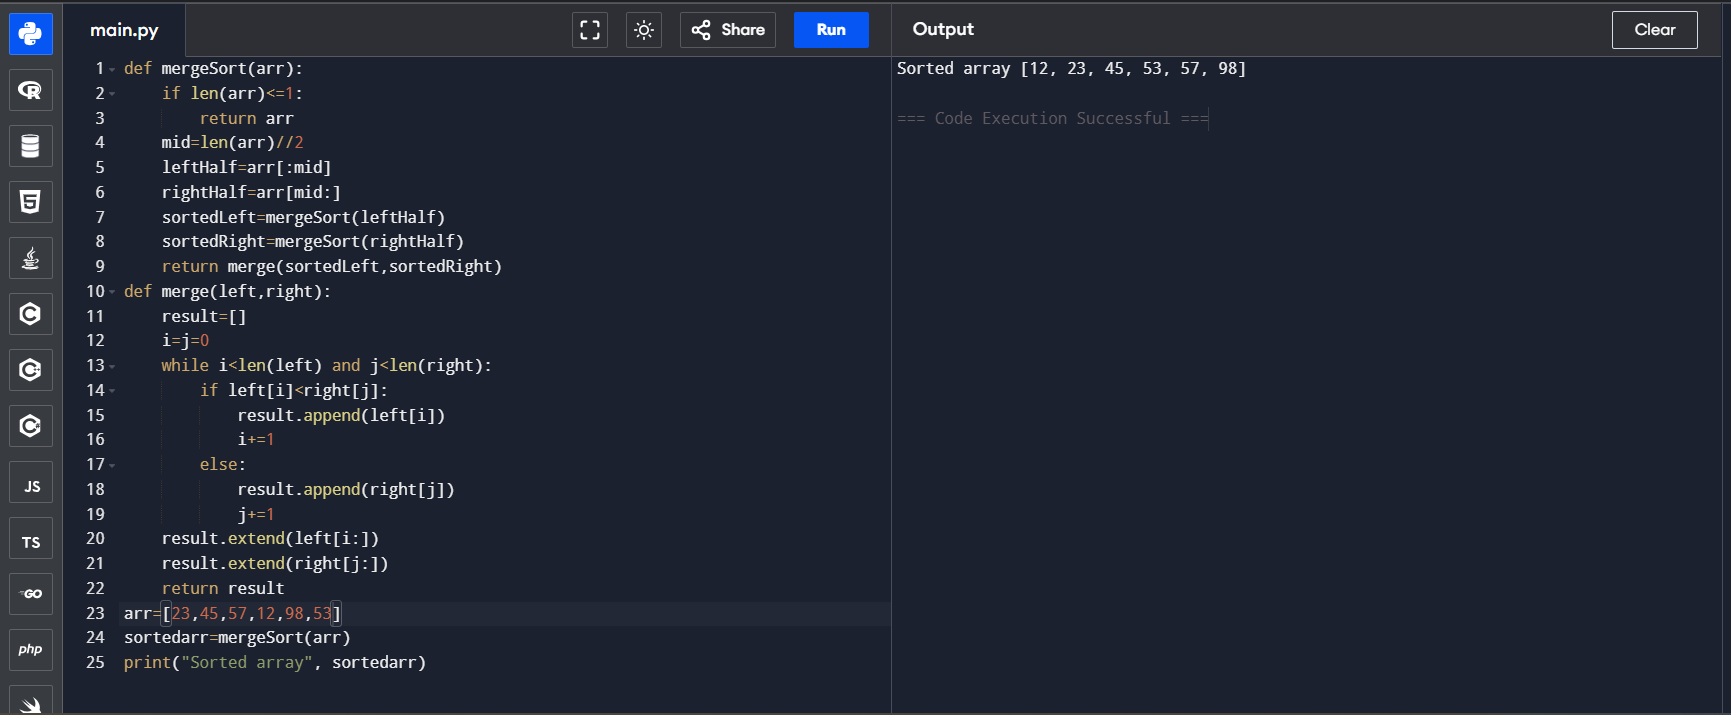 main.py
Share
Run
Output
Clear
1 def mergeSort(arr):
2     if len(arr)<=1:
3         return arr
4     mid=len(arr)//2
5     leftHalf=arr[:mid]
6     rightHalf=arr[mid:]
7     sortedLeft=mergeSort(leftHalf)
8     sortedRight=mergeSort(rightHalf)
9     return merge(sortedLeft,sortedRight)
10 def merge(left,right):
11     result=[]
12     i=j=0
13     while i<len(left) and j<len(right):
14         if left[i]<right[j]:
15             result.append(left[i])
16             i+=1
17         else:
18             result.append(right[j])
19             j+=1
20     result.extend(left[i:])
21     result.extend(right[j:])
22     return result
23 arr=[23,45,57,12,98,53]
24 sortedarr=mergeSort(arr)
25 print("Sorted array", sortedarr)
Sorted array [12, 23, 45, 53, 57, 98]
=== Code Execution Successful ===
R
5
C
C
C
JS
TS
GO
php